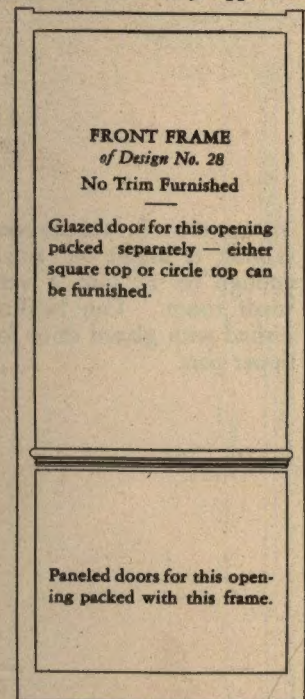 FRONT FRAME
of Design No. 28
No Trim Furnished
Glazed door for this opening
packed separately — either
square top or circle top can
be furnished.
Paneled doors for this open-
ing packed with this frame.